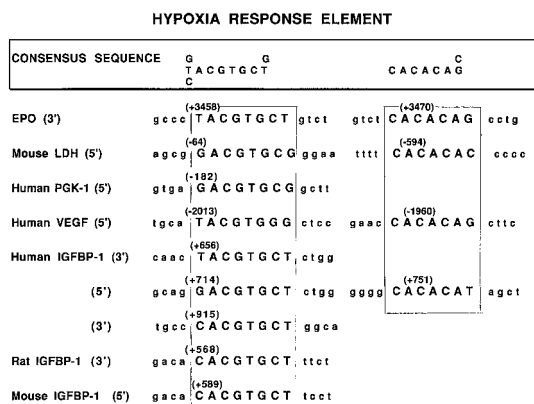 HYPOXIA RESPONSE ELEMENT
G G C
CONSENSUS SEQUENCE TACGTGCT CACACAG
C
(+3458) (+3470)
EPO (3') gccc TACGTGCT gtct gtct CACACAG cctg
(-64) (-594)
Mouse LDH (5') agcg GACGTGCG ggaa tttt CACACAC cccc
(-182)
Human PGK-1 (5') gtga GACGTGCG gctt
(-2013) (-1960)
Human VEGF (5') tgca TACGTGGG ctcc gaac CACACAG cttc
(+656)
Human IGFBP-1 (3') caac TACGTGCT ctgg
(+714) (+751)
(5') gcag GACGTGCT ctgg gggg CACACAT agct
(+915)
(3') tgcc CACGTGCT ggca
(+568)
Rat IGFBP-1 (3') gaca CACGTGCT ttct
(+589)
Mouse IGFBP-1 (5') gaca CACGTGCT tcct